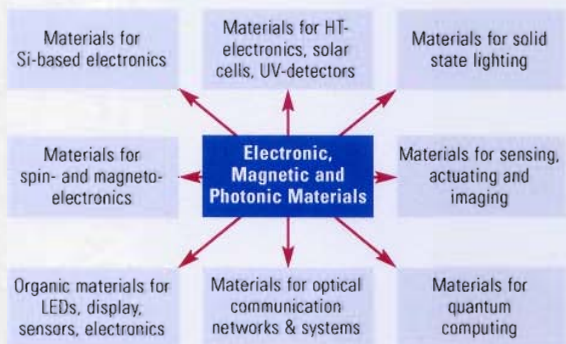 Materials for
Si-based electronics
Materials for HT-
electronics, solar
cells, UV-detectors
Materials for solid
state lighting
Materials for
spin- and magneto-
electronics
Electronic,
Magnetic and
Photonic Materials
Materials for sensing,
actuating and
imaging
Organic materials for
LEDs, display,
sensors, electronics
Materials for optical
communication
networks & systems
Materials for
quantum
computing